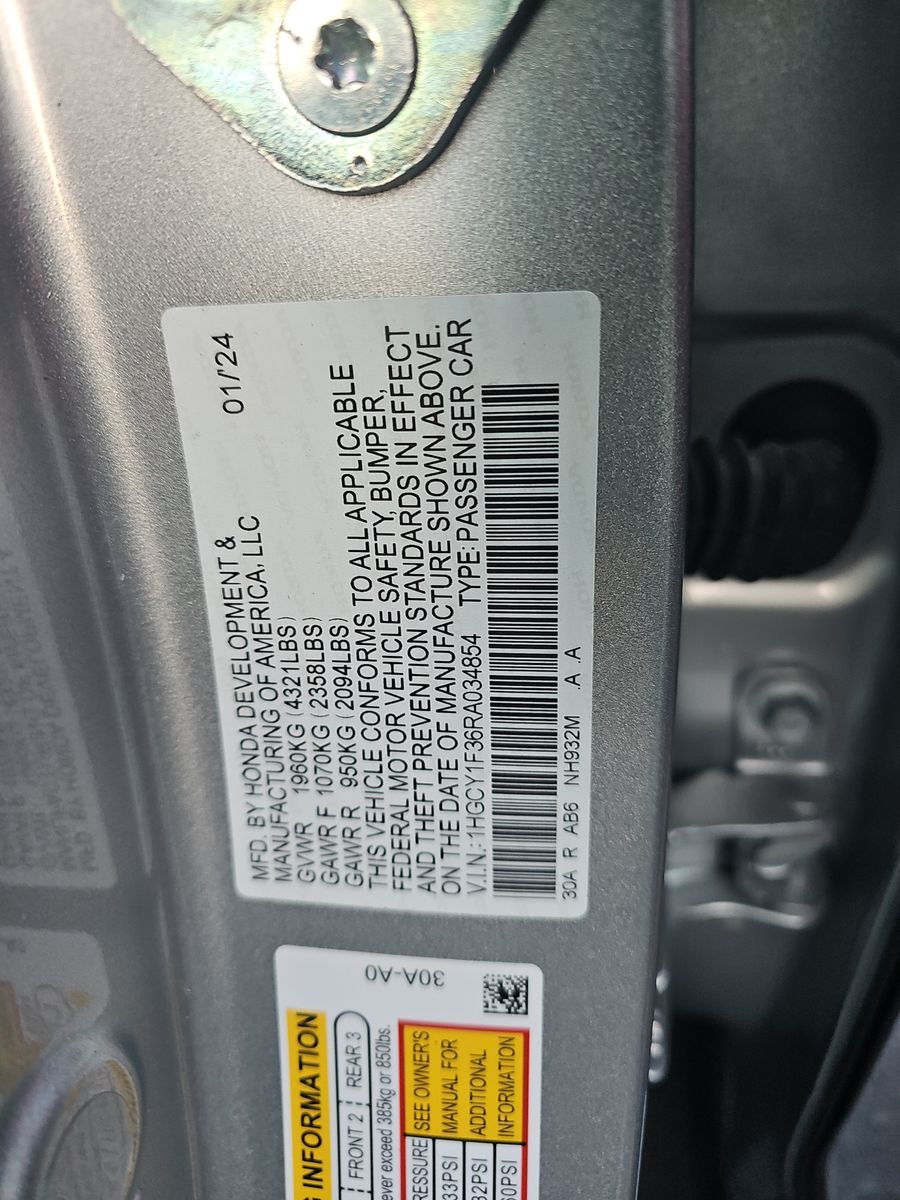 MFD. BY HONDA DEVELOPMENT & 01/'24
MANUFACTURING OF AMERICA, LLC
GVWR 1960KG (4321LBS)
GAWR F 1070KG (2358LBS)
GAWR R 950KG (2094LBS)
THIS VEHICLE CONFORMS TO ALL APPLICABLE
FEDERAL MOTOR VEHICLE SAFETY, BUMPER,
AND THEFT PREVENTION STANDARDS IN EFFECT
ON THE DATE OF MANUFACTURE SHOWN ABOVE.
V.I.N.: 1HGCY1F36RA034854 TYPE: PASSENGER CAR
30A R AB6 NH932M .A .A
30A-A0
INFORMATION
FRONT 2 REAR 3
exceed 385kg or 850lbs.
SEE OWNER'S
MANUAL FOR
ADDITIONAL
INFORMATION
33PSI